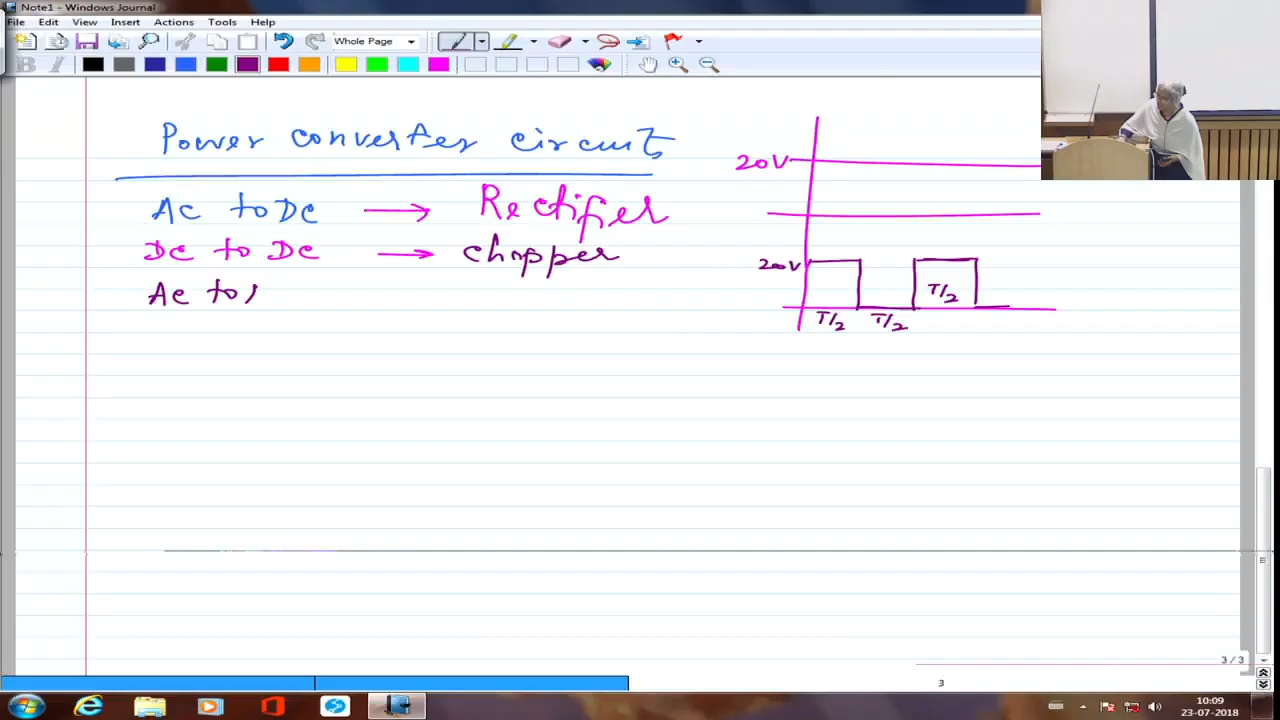 Note1 - Windows Journal
File Edit View Insert Actions Tools Help
Whole Page
B I
Power converter circuits
Ac to Dc → Rectifier
Dc to Dc → chopper
Ac to
20V
20V
T/2 T/2 T/2
3 / 3
3
10:09
23-07-2018